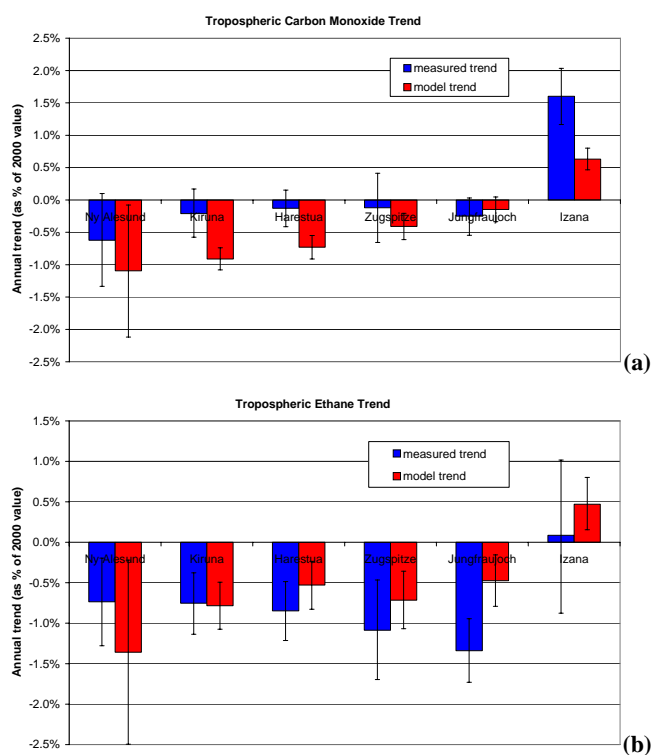 Tropospheric Carbon Monoxide Trend
2.5%
2.0%
1.5%
1.0%
0.5%
0.0%
-0.5%
-1.0%
-1.5%
-2.0%
-2.5%
Annual trend (as % of 2000 value)
measured trend
model trend
Ny Alesund Kiruna Harestua Zugspitze Jungfraujoch Izana
(a)
Tropospheric Ethane Trend
1.5%
1.0%
0.5%
0.0%
-0.5%
-1.0%
-1.5%
-2.0%
-2.5%
Annual trend (as % of 2000 value)
measured trend
model trend
Ny Alesund Kiruna Harestua Zugspitze Jungfraujoch Izana
(b)